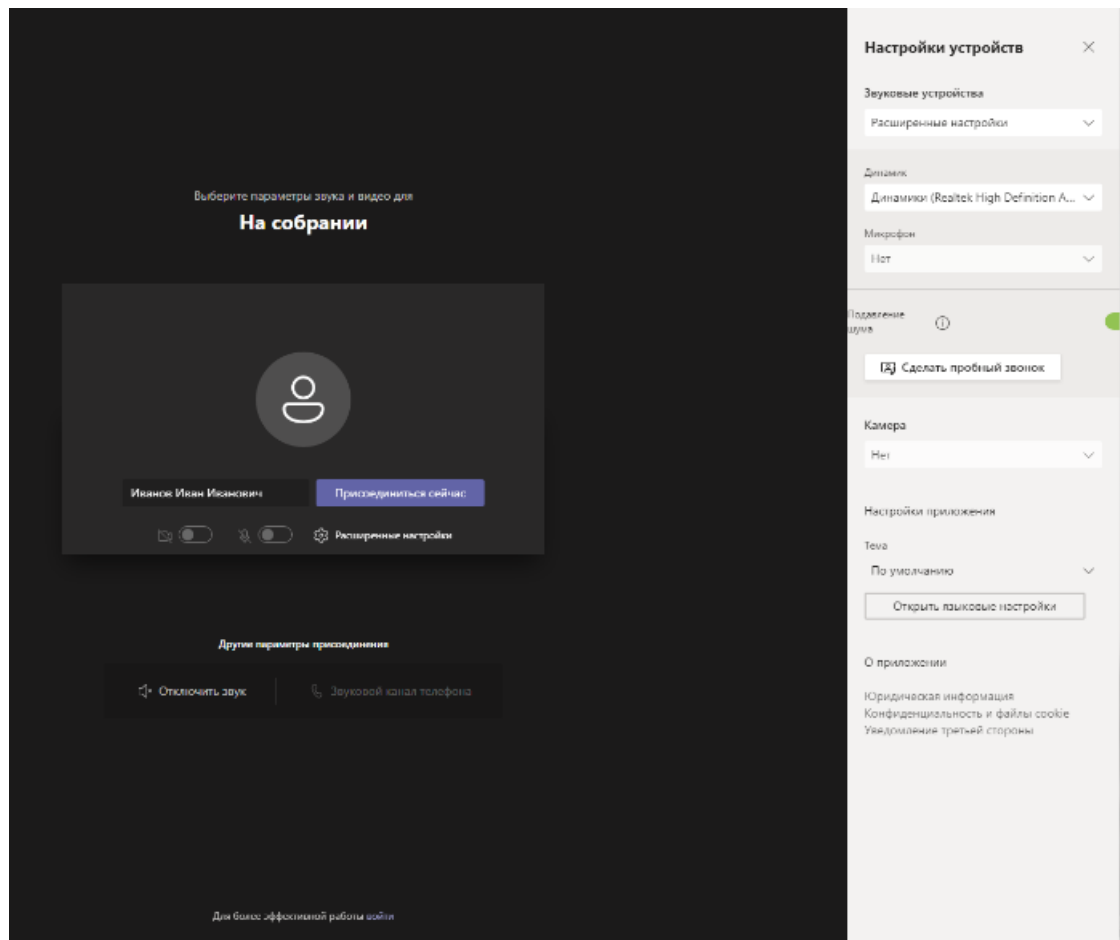 Выберите параметры звука и видео для
На собрании
Иванов Иван Иванович
Присоединиться сейчас
Расширенные настройки
Другие параметры присоединения
Отключить звук
Звуковой канал телефона
Для более эффективной работы войти
Настройки устройств
Звуковые устройства
Расширенные настройки
Динамик
Динамики (Realtek High Definition A...
Микрофон
Нет
Подавление
шума
Сделать пробный звонок
Камера
Нет
Настройки приложения
Тема
По умолчанию
Открыть языковые настройки
О приложении
Юридическая информация
Конфиденциальность и файлы cookie
Уведомление третьей стороны